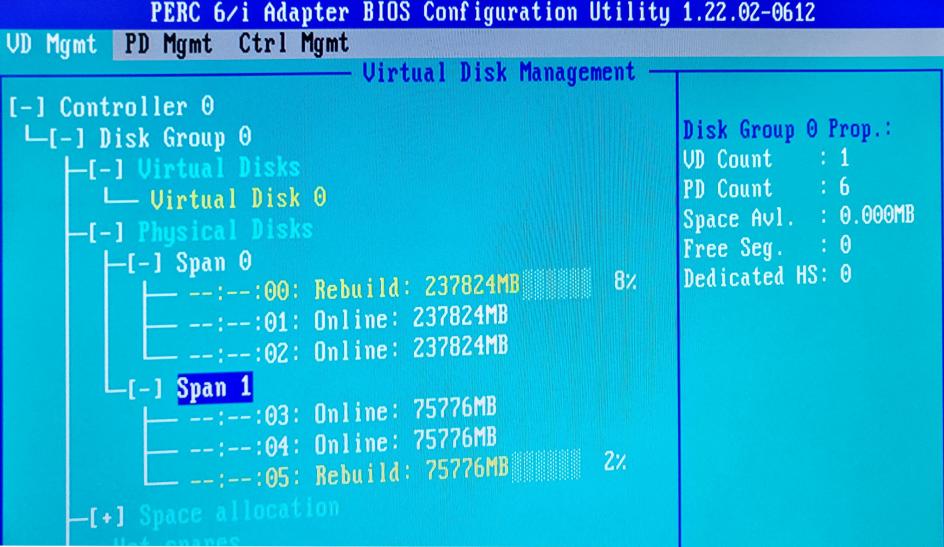 PERC 6/i Adapter BIOS Configuration Utility 1.22.02-0612
VD Mgmt PD Mgmt Ctrl Mgmt
Virtual Disk Management
[-] Controller 0
[-] Disk Group 0
[-] Virtual Disks
Virtual Disk 0
[-] Physical Disks
[-] Span 0
--:--:00: Rebuild: 237824MB 8%
--:--:01: Online: 237824MB
--:--:02: Online: 237824MB
[-] Span 1
--:--:03: Online: 75776MB
--:--:04: Online: 75776MB
--:--:05: Rebuild: 75776MB 2%
[+] Space allocation
Hot spares
Disk Group 0 Prop.:
VD Count : 1
PD Count : 6
Space Avl. : 0.000MB
Free Seg. : 0
Dedicated HS: 0